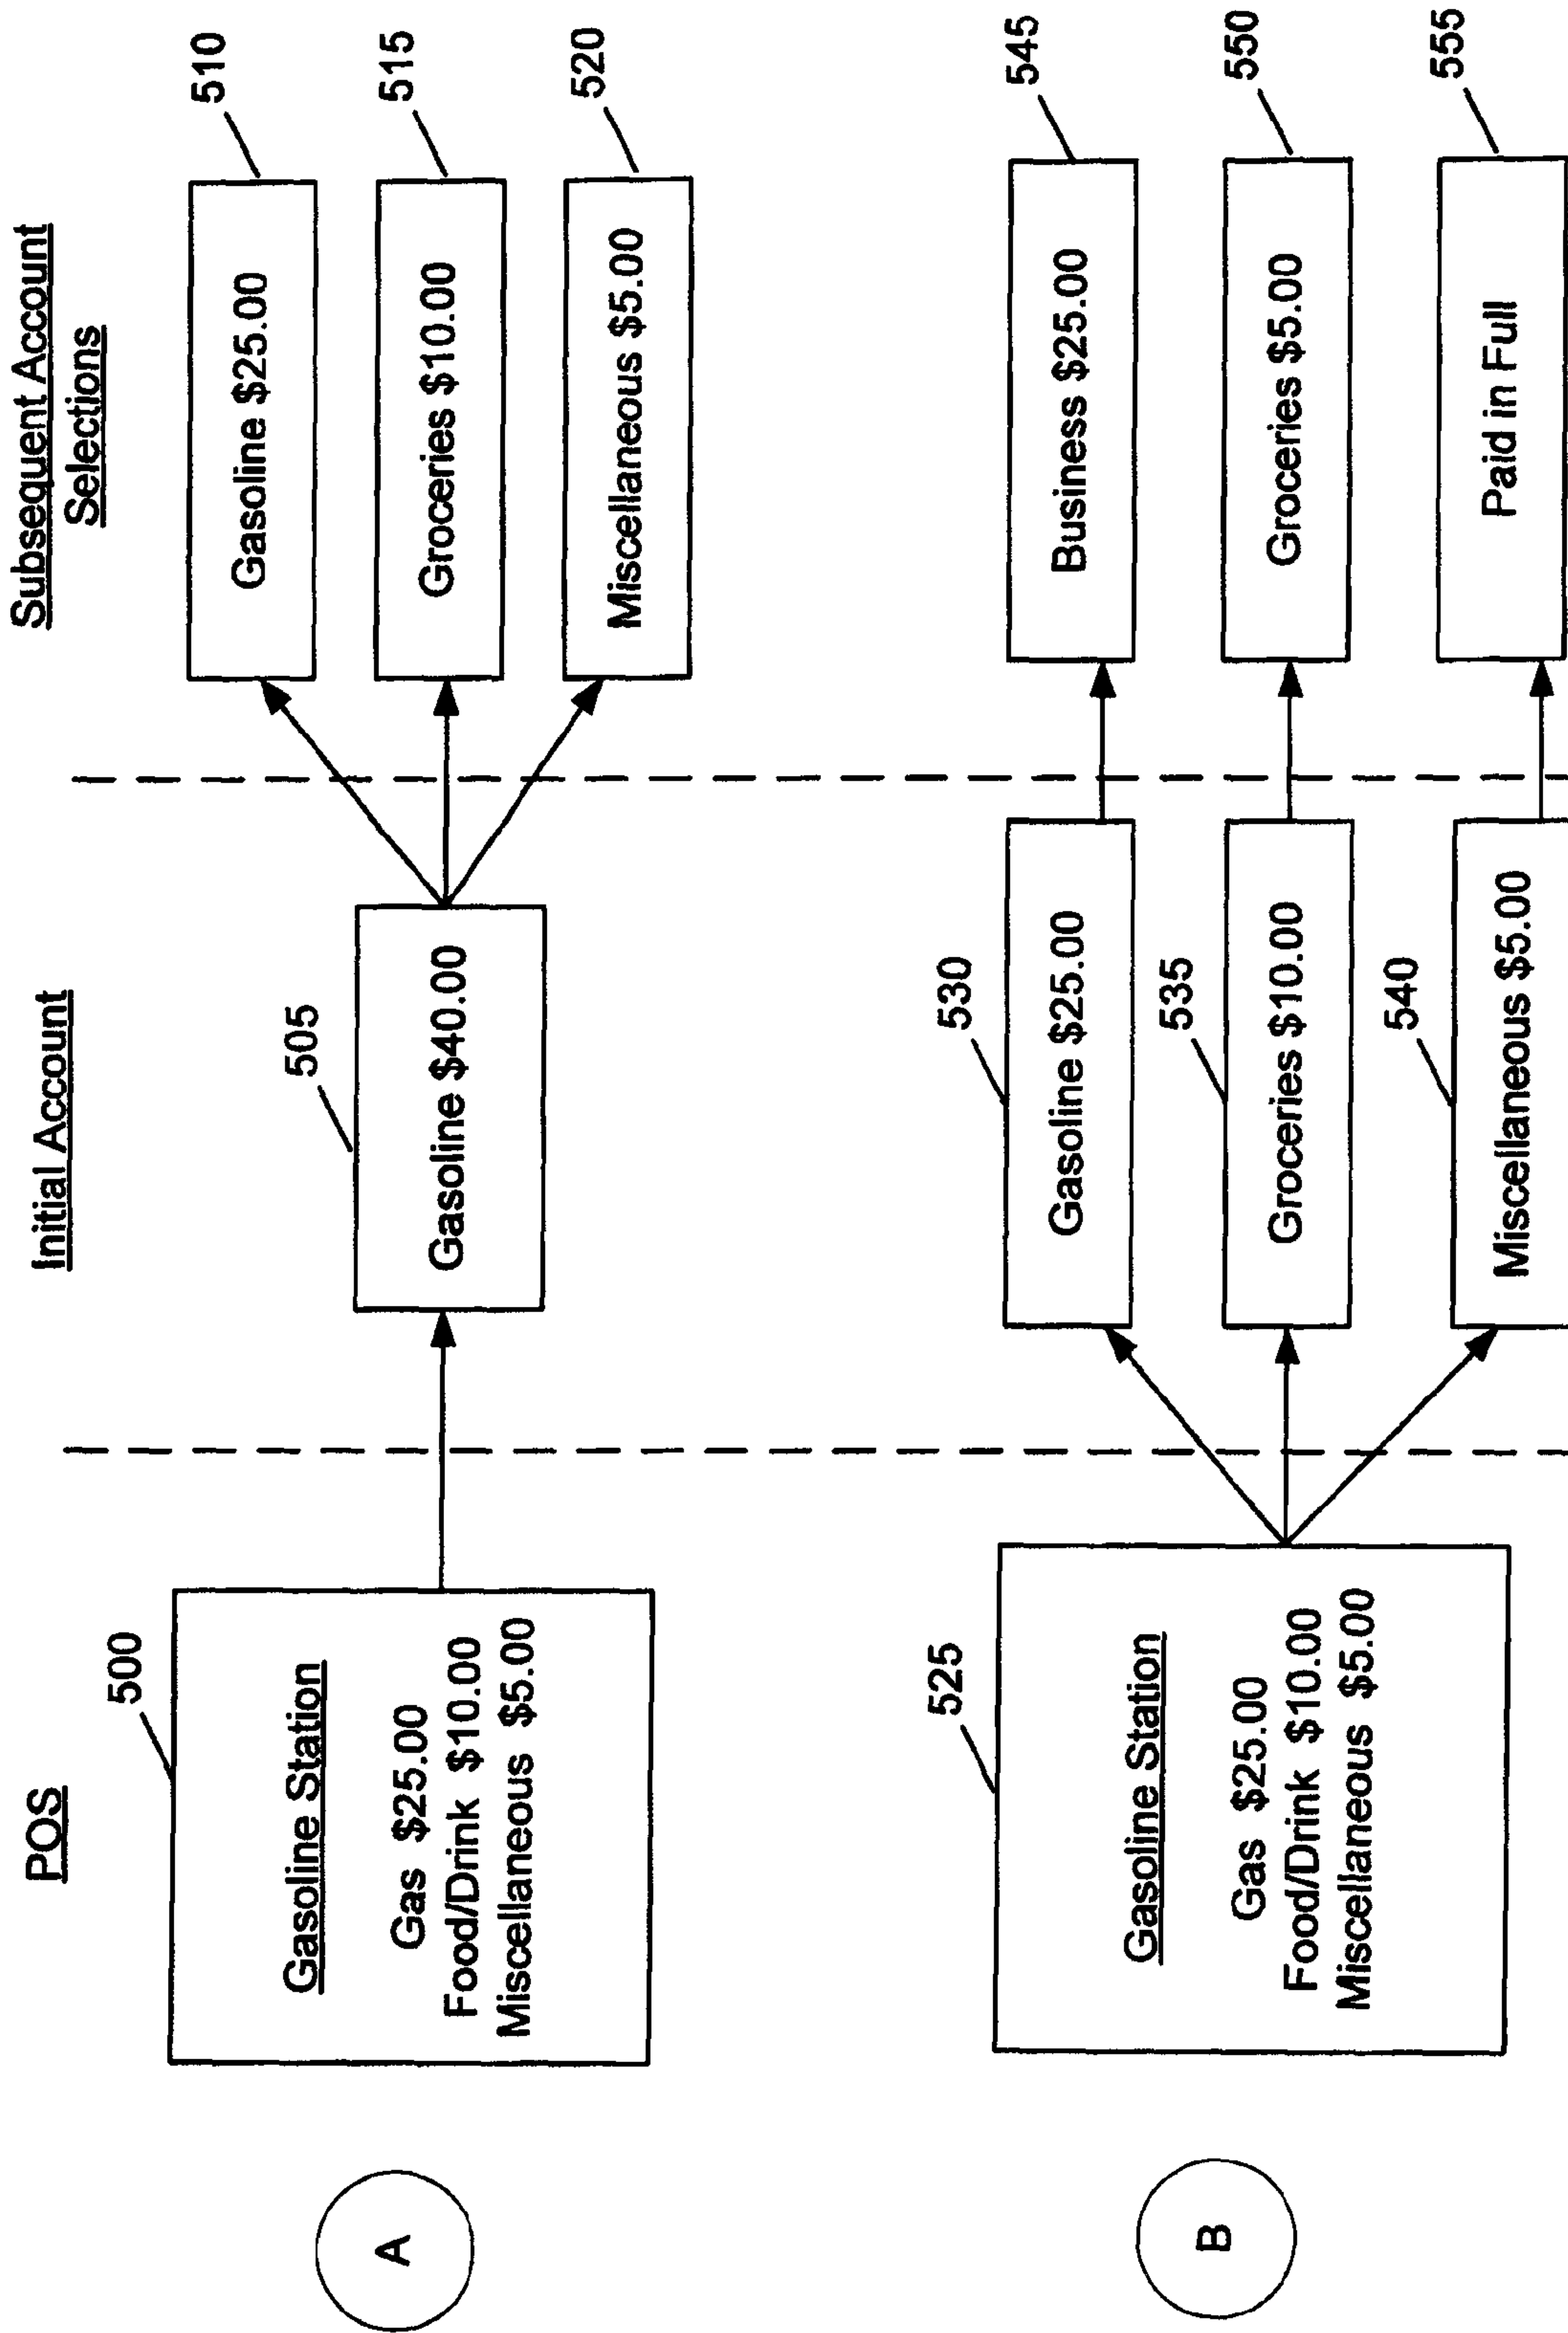 POS
Initial Account
Subsequent Account
Selections
A
500
Gasoline Station
Gas $25.00
Food/Drink $10.00
Miscellaneous $5.00
505
Gasoline $40.00
510
Gasoline $25.00
515
Groceries $10.00
520
Miscellaneous $5.00
B
525
Gasoline Station
Gas $25.00
Food/Drink $10.00
Miscellaneous $5.00
530
Gasoline $25.00
535
Groceries $10.00
540
Miscellaneous $5.00
545
Business $25.00
550
Groceries $5.00
555
Paid in Full